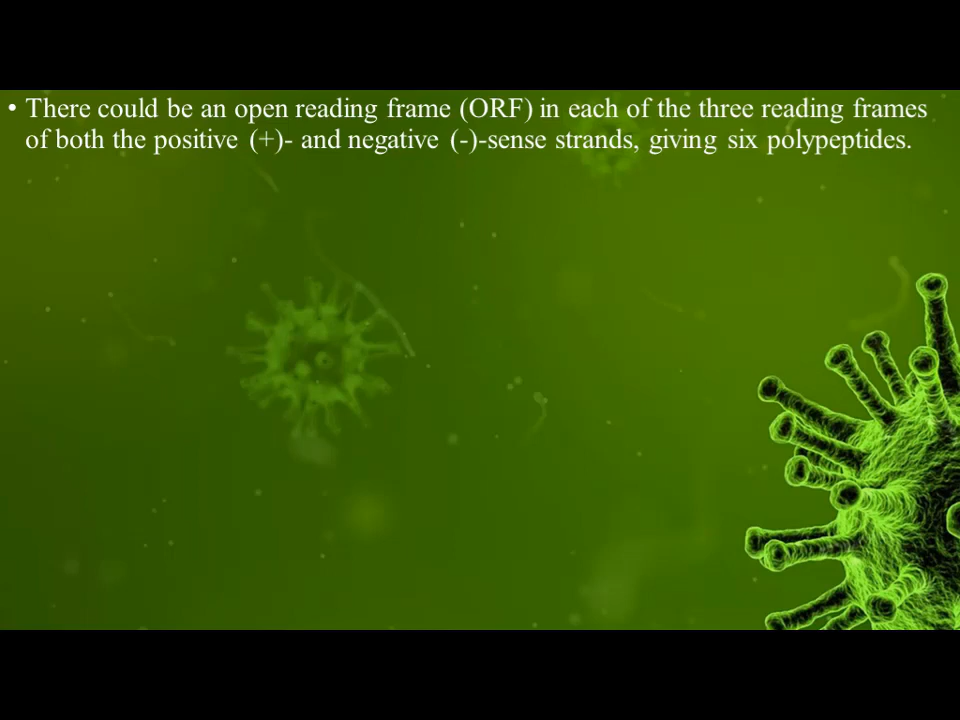 • There could be an open reading frame (ORF) in each of the three reading frames
of both the positive (+)- and negative (-)-sense strands, giving six polypeptides.